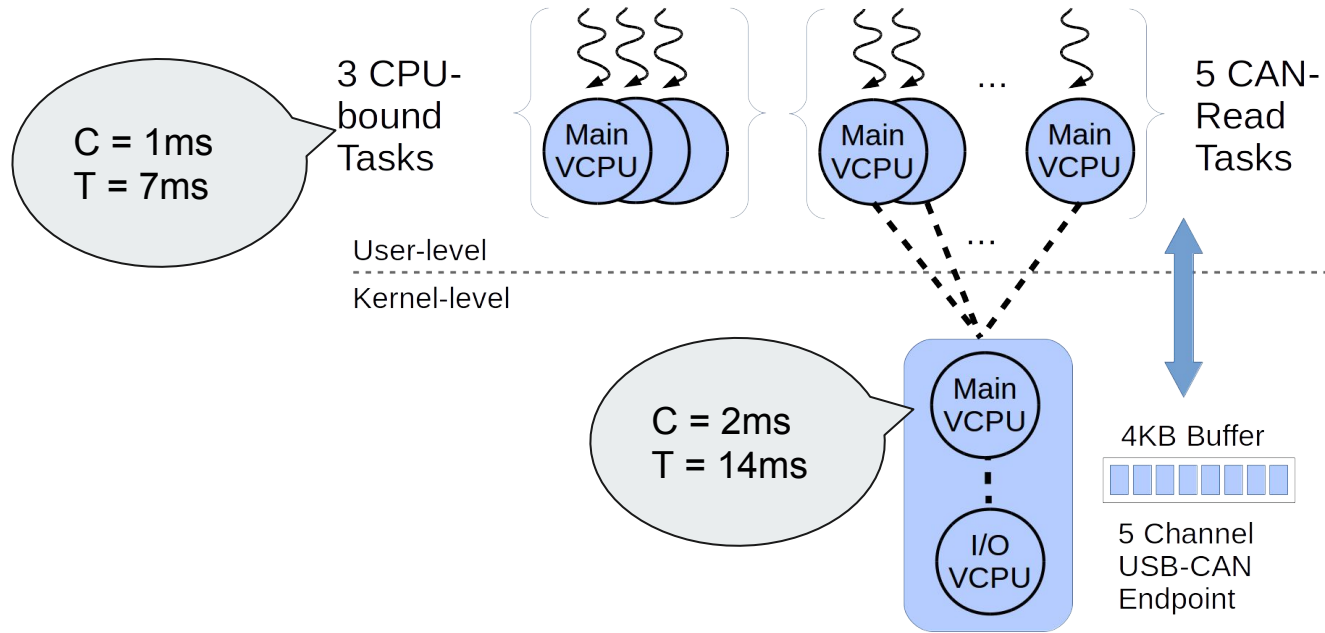 3 CPU-
bound
Tasks
C = 1ms
T = 7ms
Main
VCPU
...
Main
VCPU
Main
VCPU
5 CAN-
Read
Tasks
User-level
...
Kernel-level
C = 2ms
T = 14ms
Main
VCPU
I/O
VCPU
4KB Buffer
5 Channel
USB-CAN
Endpoint